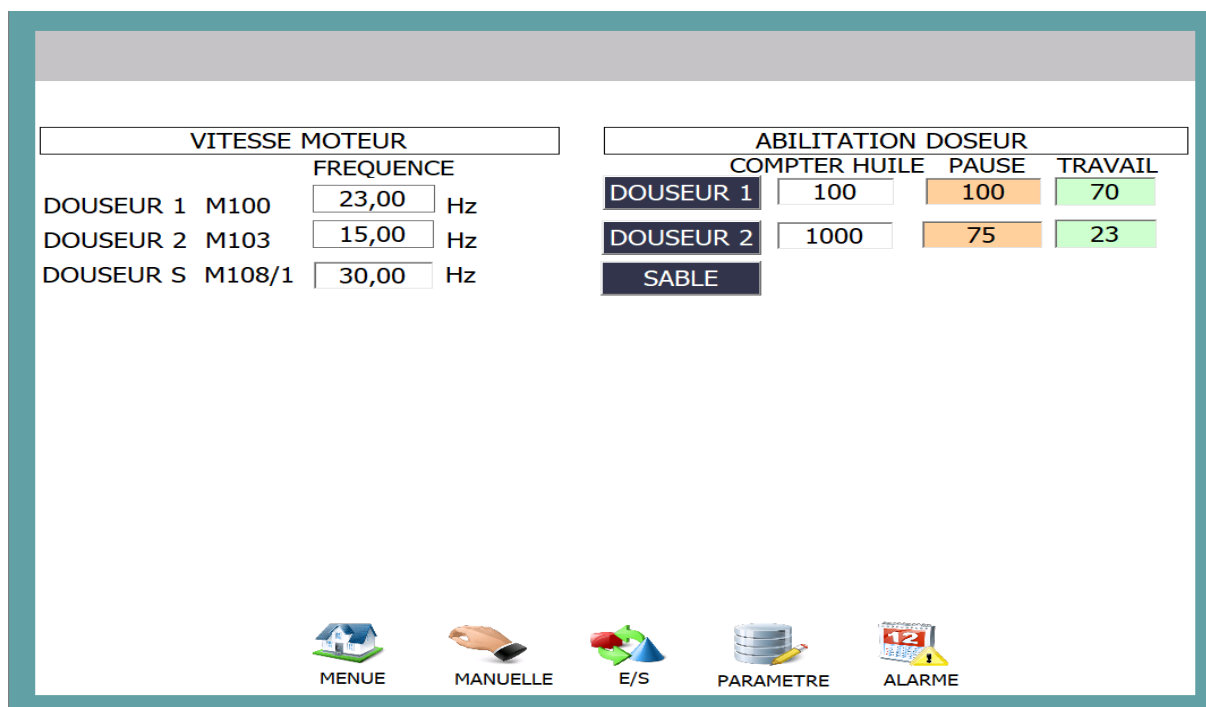 VITESSE MOTEUR
FREQUENCE
DOUSEUR 1 M100 23,00 Hz
DOUSEUR 2 M103 15,00 Hz
DOUSEUR S M108/1 30,00 Hz
ABILITATION DOSEUR
COMPTER HUILE PAUSE TRAVAIL
DOUSEUR 1 100 100 70
DOUSEUR 2 1000 75 23
SABLE
12
MENUE MANUELLE E/S PARAMETRE ALARME